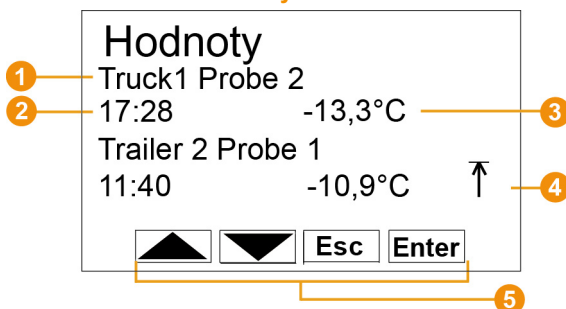 Hodnoty
1 Truck1 Probe 2
2 17:28 -13,3°C 3
Trailer 2 Probe 1
11:40 -10,9°C 4
Esc Enter
5